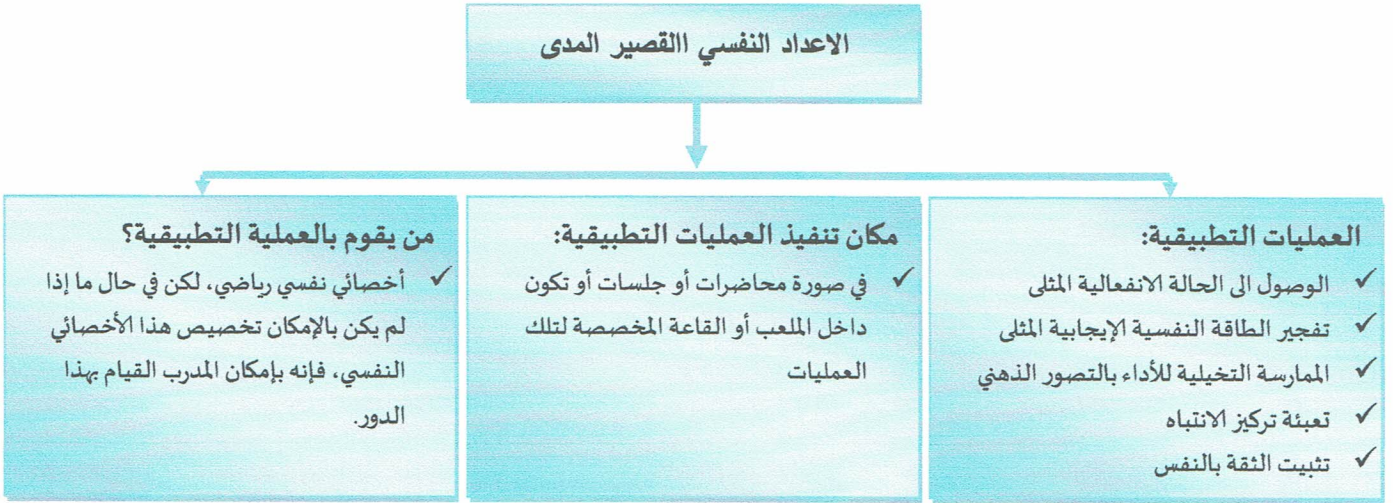 الاعداد النفسي االقصير المدى
العمليات التطبيقية:
✓ الوصول الى الحالة الانفعالية المثلى
✓ تفجير الطاقة النفسية الإيجابية المثلى
✓ الممارسة التخيلية للأداء بالتصور الذهني
✓ تعبئة تركيز الانتباه
✓ تثبيت الثقة بالنفس
مكان تنفيذ العمليات التطبيقية:
✓ في صورة محاضرات أو جلسات أو تكون
داخل الملعب أو القاعة المخصصة لتلك
العمليات
من يقوم بالعملية التطبيقية؟
✓ أخصائي نفسي رياضي، لكن في حال ما إذا
لم يكن بالإمكان تخصيص هذا الأخصائي
النفسي، فإنه بإمكان المدرب القيام بهذا
الدور.